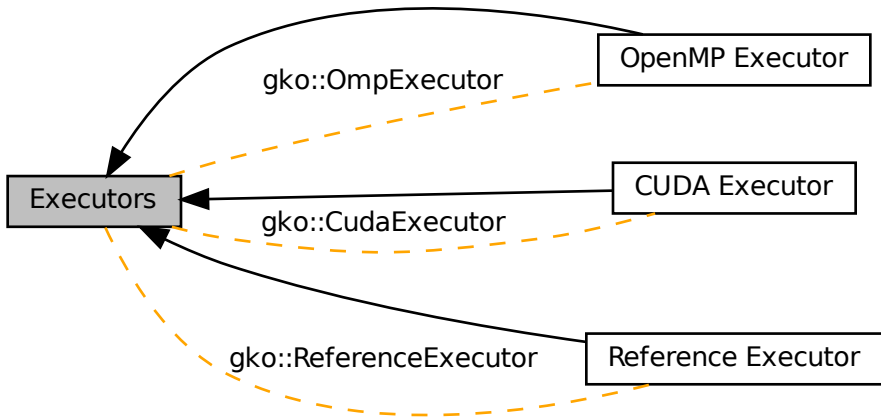 OpenMP Executor
gko::OmpExecutor
CUDA Executor
Executors
gko::CudaExecutor
gko::ReferenceExecutor
Reference Executor